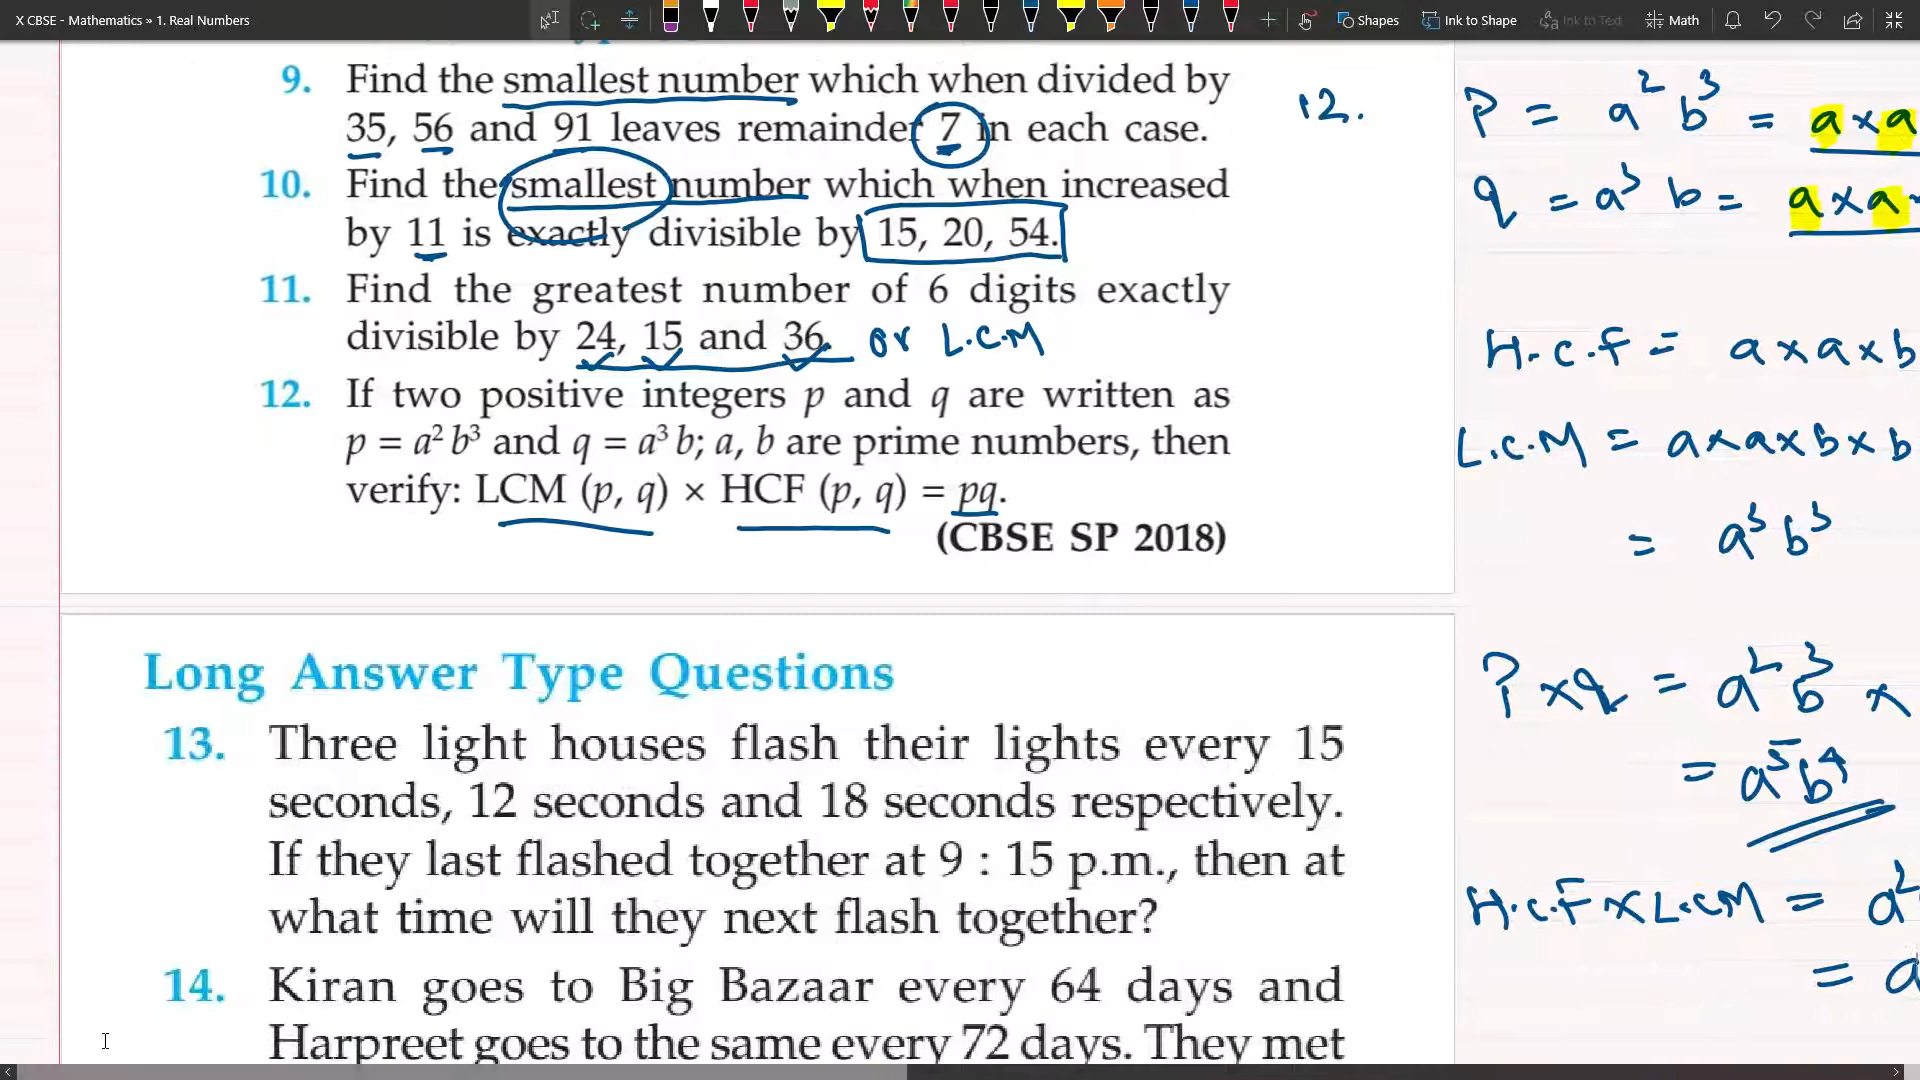 X CBSE - Mathematics » 1. Real Numbers
Shapes
Ink to Shape
Ink to Text
Math
9. Find the smallest number which when divided by
35, 56 and 91 leaves remainder 7 in each case.
10. Find the smallest number which when increased
by 11 is exactly divisible by 15, 20, 54.
11. Find the greatest number of 6 digits exactly
divisible by 24, 15 and 36. or L.C.M
12. If two positive integers p and q are written as
p = a² b³ and q = a³ b; a, b are prime numbers, then
verify: LCM (p, q) × HCF (p, q) = pq.
(CBSE SP 2018)
Long Answer Type Questions
13. Three light houses flash their lights every 15
seconds, 12 seconds and 18 seconds respectively.
If they last flashed together at 9 : 15 p.m., then at
what time will they next flash together?
14. Kiran goes to Big Bazaar every 64 days and
Harpreet goes to the same every 72 days. They met
12.
P = a² b³ = a × a
q = a³ b = a × a
H.C.F = a × a × b
L.C.M = a × a × b × b
= a³ b³
P × q = a² b³ ×
= a⁵ b⁴
H.C.F × L.C.M = a²
= a